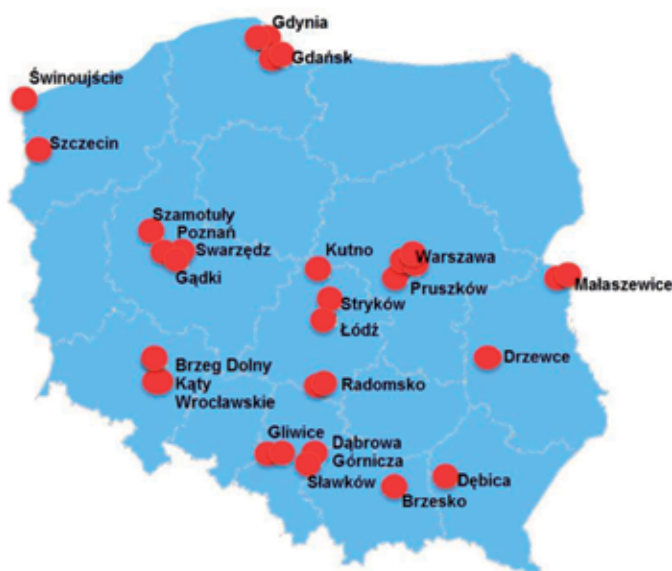 Gdynia
Gdańsk
Świnoujście
Szczecin
Szamotuły
Poznań
Swarzędz
Gądki
Kutno
Warszawa
Pruszków
Małaszewice
Stryków
Łódź
Drzewce
Brzeg Dolny
Kąty
Wrocławskie
Radomsko
Gliwice
Dąbrowa
Górnicza
Sławków
Dębica
Brzesko